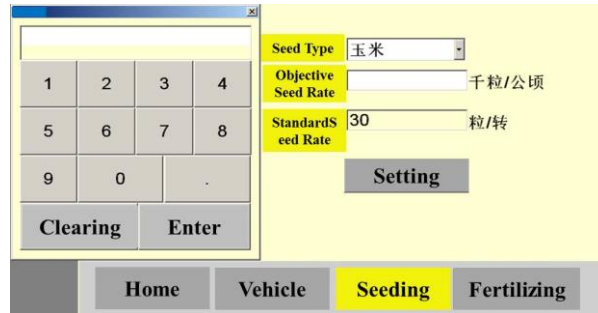 1 2 3 4
5 6 7 8
9 0 .
Clearing Enter
Seed Type 玉米
Objective
Seed Rate
千粒/公顷
StandardS
eed Rate
30 粒/转
Setting
Home Vehicle Seeding Fertilizing